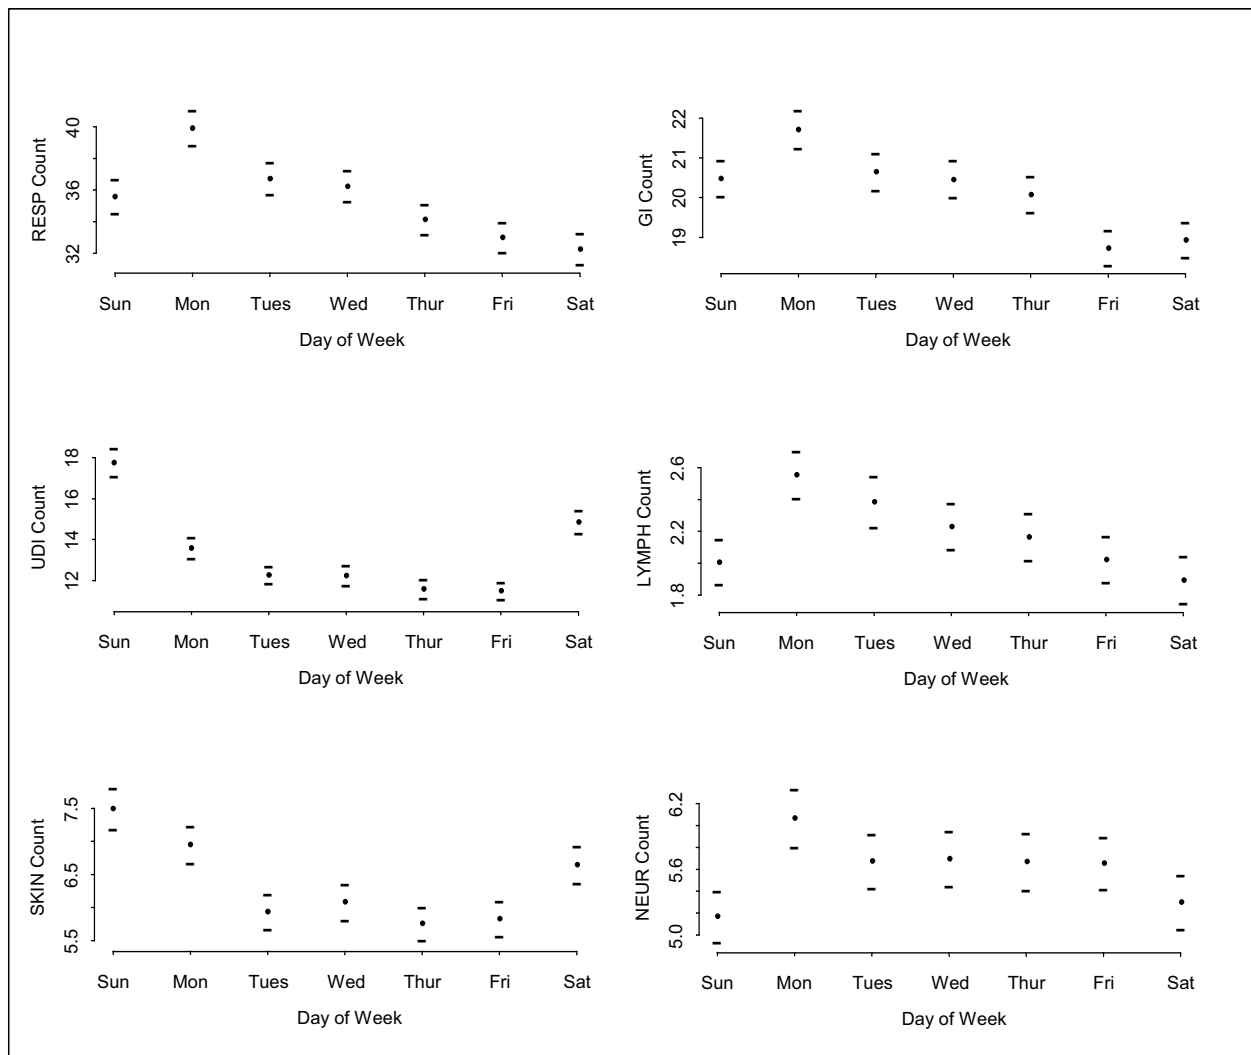 RESP Count
40
36
32
Sun Mon Tues Wed Thur Fri Sat
Day of Week
GI Count
22
21
20
19
Sun Mon Tues Wed Thur Fri Sat
Day of Week
UDI Count
18
16
14
12
Sun Mon Tues Wed Thur Fri Sat
Day of Week
LYMPH Count
2.6
2.2
1.8
Sun Mon Tues Wed Thur Fri Sat
Day of Week
SKIN Count
7.5
6.5
5.5
Sun Mon Tues Wed Thur Fri Sat
Day of Week
NEUR Count
6.2
5.6
5.0
Sun Mon Tues Wed Thur Fri Sat
Day of Week